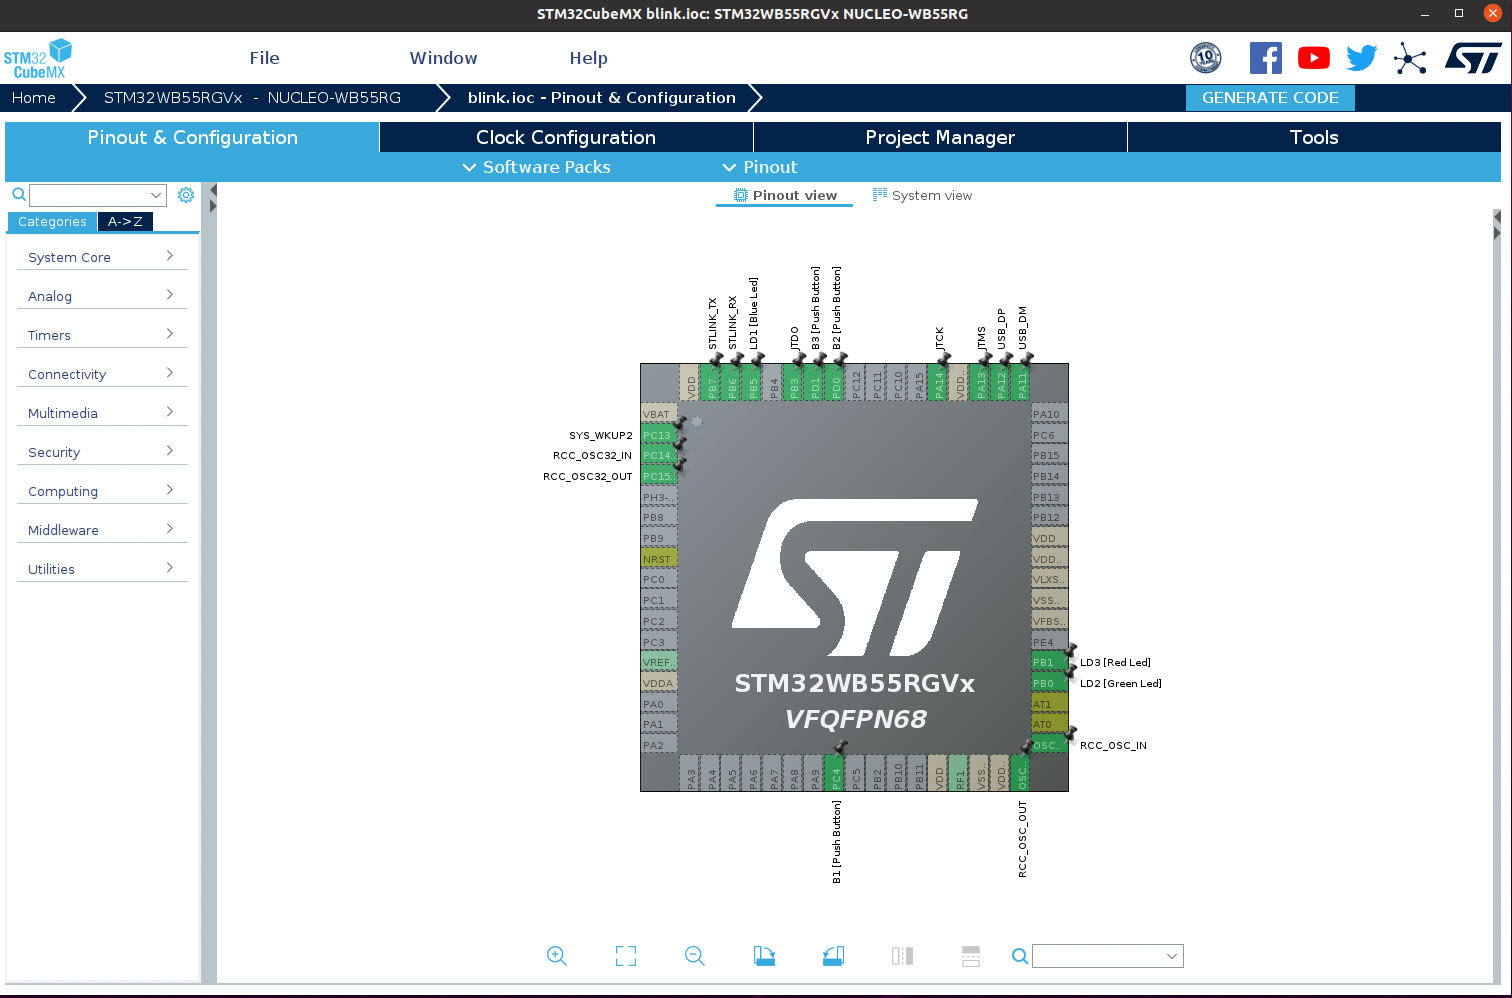 STM32CubeMX blink.ioc: STM32WB55RGVx NUCLEO-WB55RG
STM32
CubeMX
File
Window
Help
10
Home
STM32WB55RGVx - NUCLEO-WB55RG
blink.ioc - Pinout & Configuration
GENERATE CODE
Pinout & Configuration
Clock Configuration
Project Manager
Tools
Software Packs
Pinout
Pinout view
System view
Categories
A->Z
System Core
Analog
Timers
Connectivity
Multimedia
Security
Computing
Middleware
Utilities
STLINK_TX
STLINK_RX
LD1 [Blue Led]
JTDO
B3 [Push Button]
B2 [Push Button]
JTCK
JTMS
USB_DP
USB_DM
VDD
PB7
PB6
PB5
PB4
PB3
PD1
PD0
PC12
PC11
PC10
PA15
PA14
VDD..
PA13
PA12
PA11
SYS_WKUP2
RCC_OSC32_IN
RCC_OSC32_OUT
VBAT
PC13
PC14..
PC15..
PH3-..
PB8
PB9
NRST
PC0
PC1
PC2
PC3
VREF..
VDDA
PA0
PA1
PA2
STM32WB55RGVx
VFQFPN68
PA10
PC6
PB15
PB14
PB13
PB12
VDD
VDD..
VLXS..
VSS..
VFBS..
PE4
PB1
PB0
AT1
AT0
OSC..
LD3 [Red Led]
LD2 [Green Led]
RCC_OSC_IN
PA3
PA4
PA5
PA6
PA7
PA8
PA9
PC4
PC5
PB2
PB10
PB11
VDD
RF1
VSS..
VDD..
OSC..
B1 [Push Button]
RCC_OSC_OUT